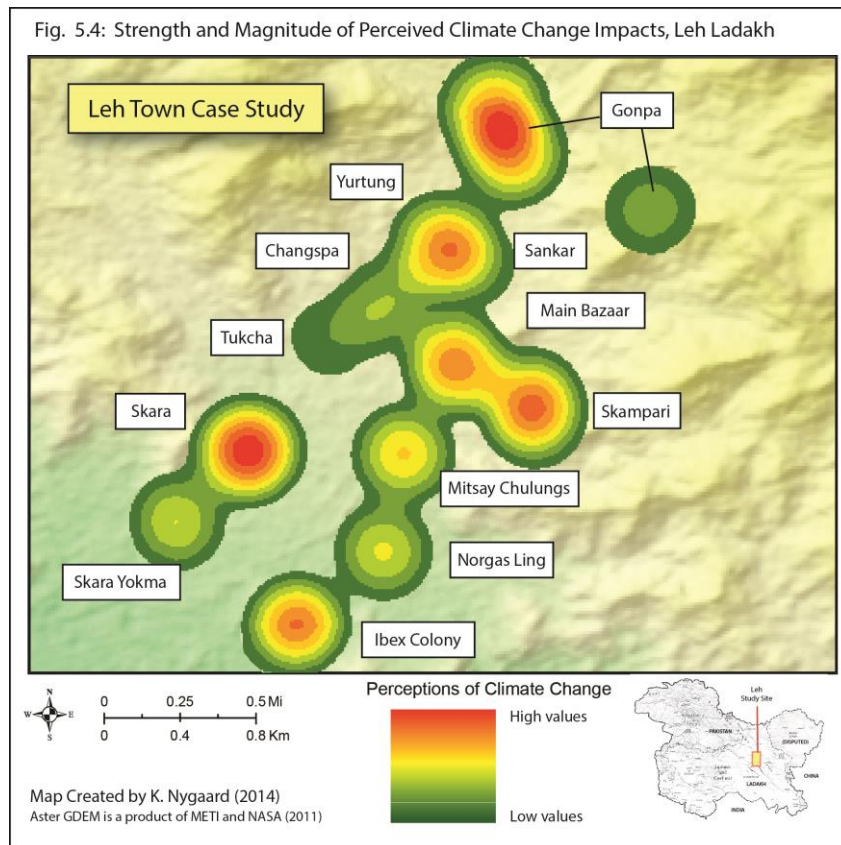 Fig. 5.4: Strength and Magnitude of Perceived Climate Change Impacts, Leh Ladakh
Leh Town Case Study
Gonpa
Yurtung
Changspa
Sankar
Main Bazaar
Tukcha
Skara
Skampari
Mitsay Chulungs
Norgas Ling
Skara Yokma
Ibex Colony
N
W E
S
0 0.25 0.5 Mi
0 0.4 0.8 Km
Perceptions of Climate Change
High values
Low values
Leh
Study Site
PAKISTAN
(DISPUTED)
CHINA
LADAKH
INDIA
Map Created by K. Nygaard (2014)
Aster GDEM is a product of METI and NASA (2011)